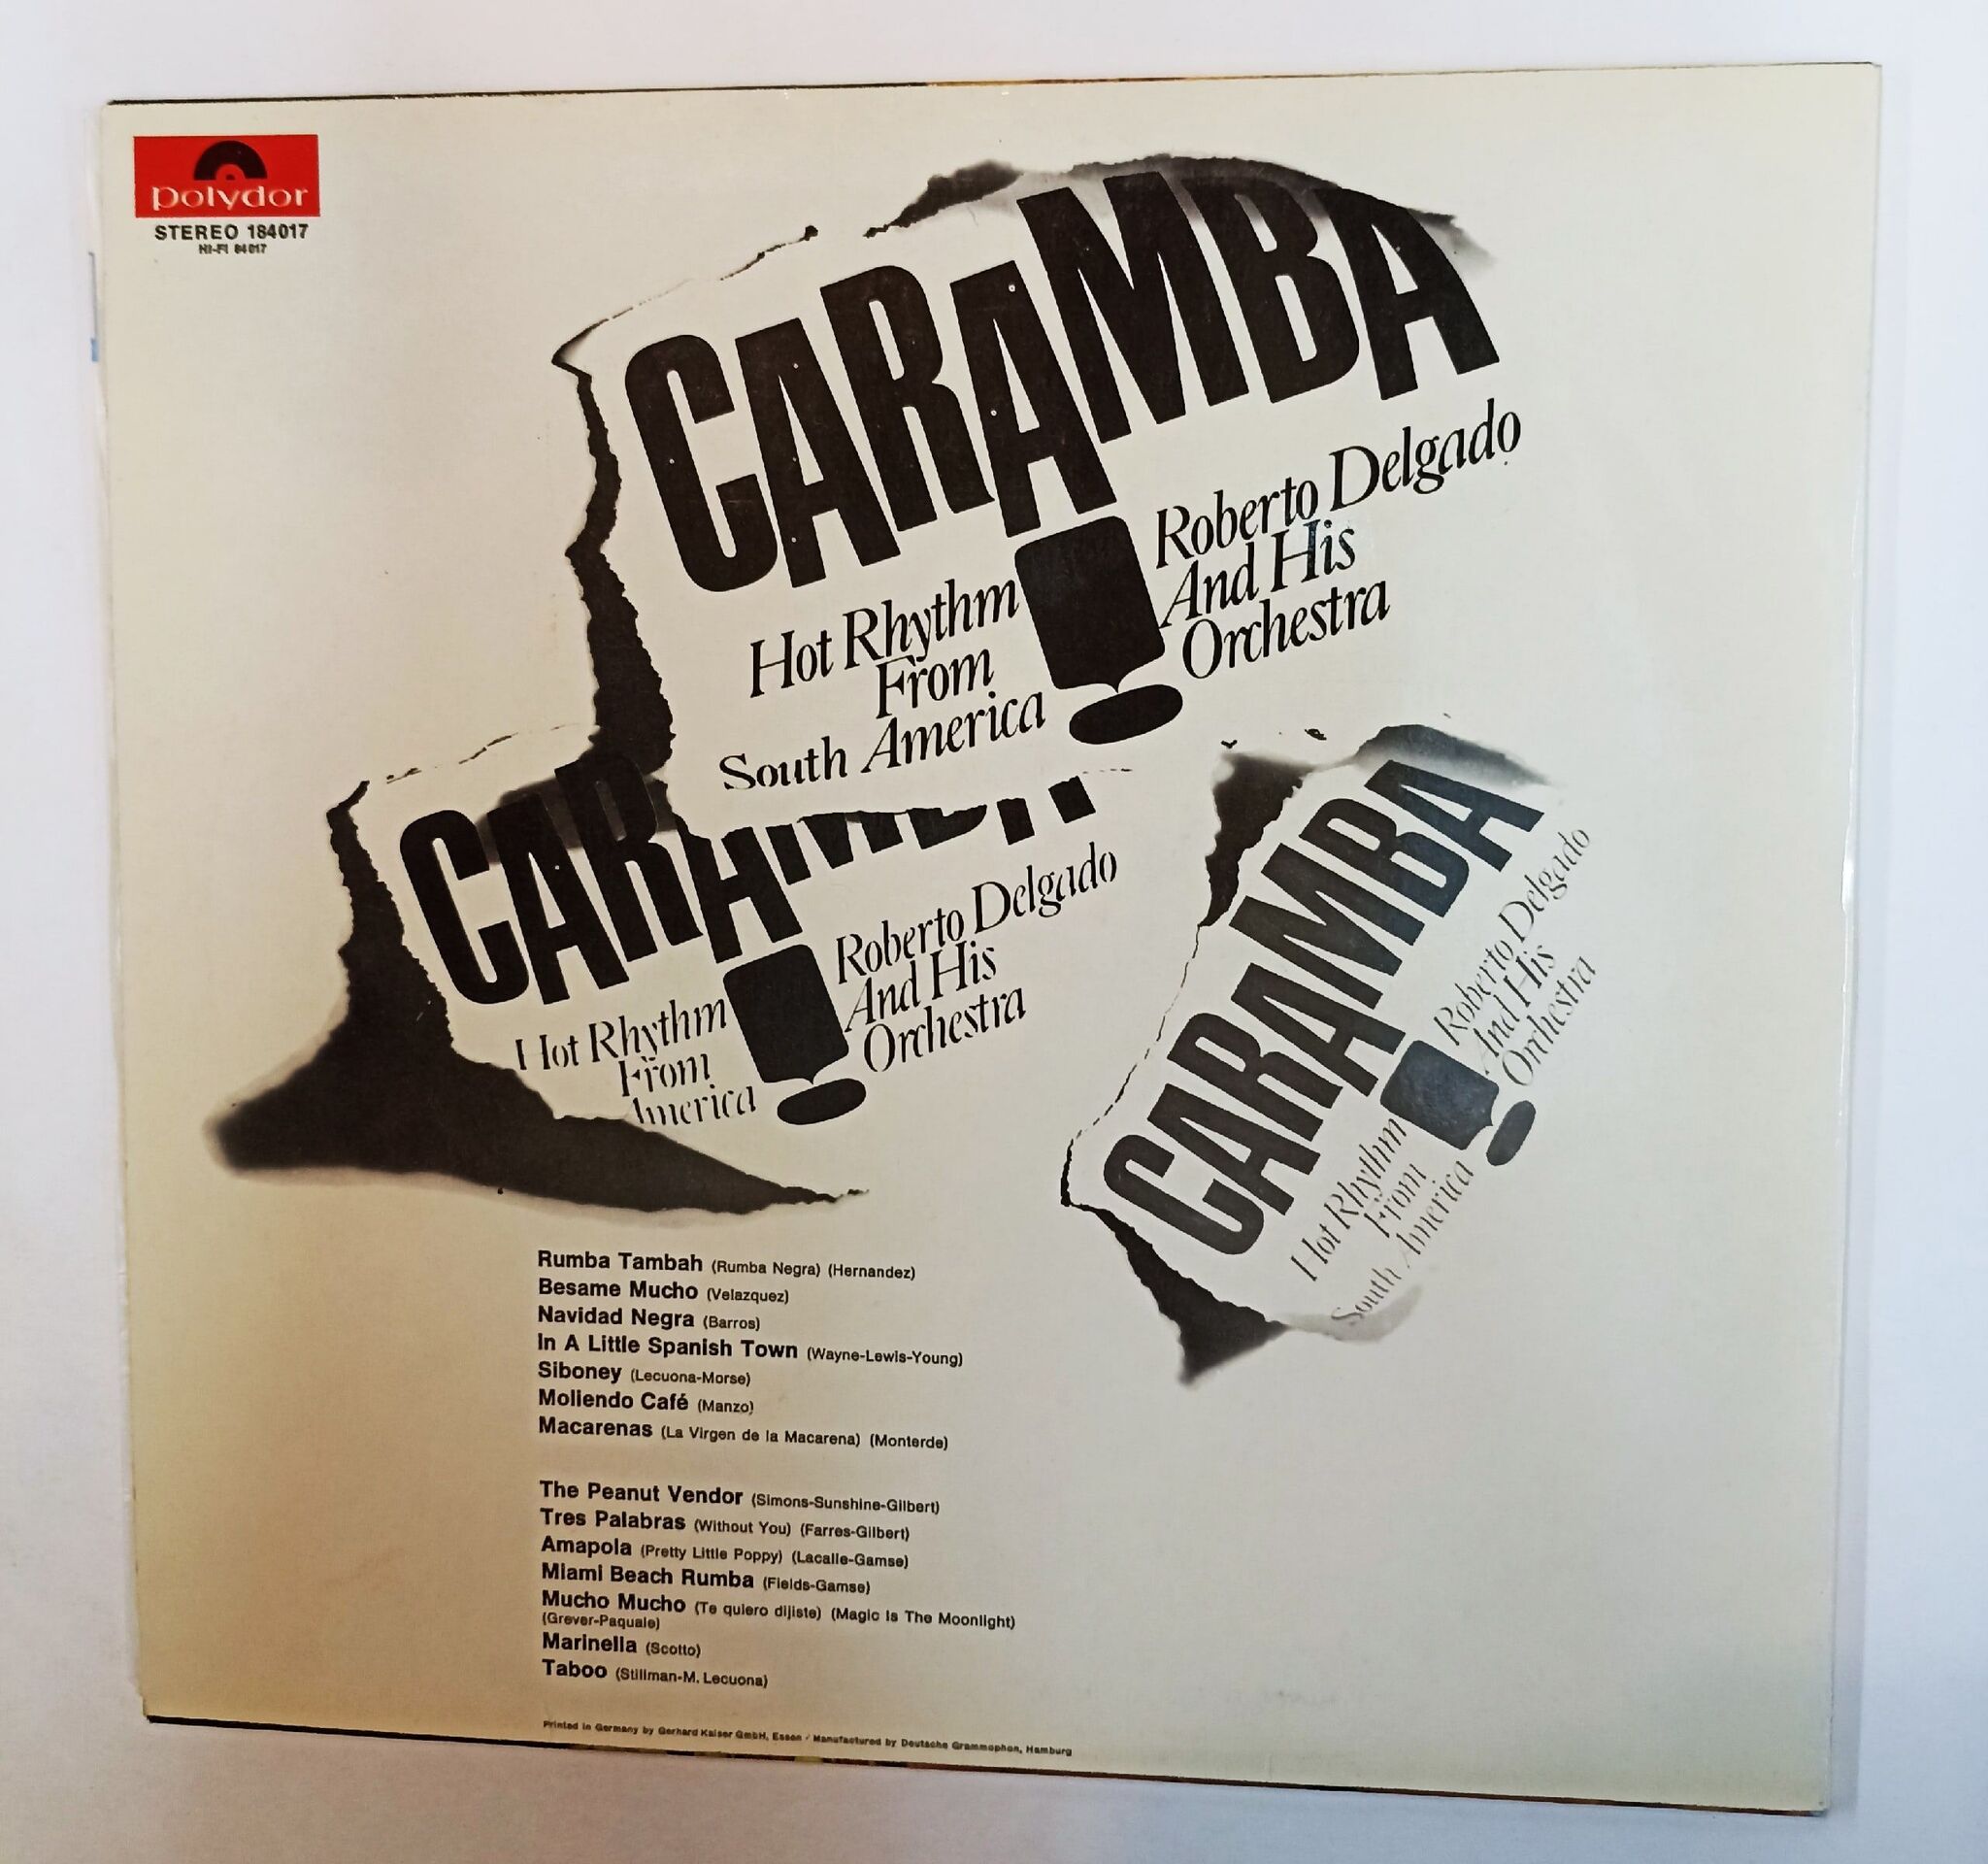 polydor
STEREO 184017
HI-FI 84017
CARAMBA
!
Hot Rhythm
From
South America
Roberto Delgado
And His
Orchestra
CARAMBA
!
Hot Rhythm
From
America
Roberto Delgado
And His
Orchestra
CARAMBA
!
Hot Rhythm
From
South America
Roberto Delgado
And His
Orchestra
Rumba Tambah (Rumba Negra) (Hernandez)
Besame Mucho (Velazquez)
Navidad Negra (Barros)
In A Little Spanish Town (Wayne-Lewis-Young)
Siboney (Lecuona-Morse)
Moliendo Café (Manzo)
Macarenas (La Virgen de la Macarena) (Monterde)
The Peanut Vendor (Simons-Sunshine-Gilbert)
Tres Palabras (Without You) (Farres-Gilbert)
Amapola (Pretty Little Poppy) (Lacalle-Gamse)
Miami Beach Rumba (Fields-Gamse)
Mucho Mucho (Te quiero dijiste) (Magic Is The Moonlight)
(Grever-Paquale)
Marinella (Scotto)
Taboo (Stillman-M. Lecuona)
Printed in Germany by Gerhard Kaiser GmbH, Essen / Manufactured by Deutsche Grammophon, Hamburg